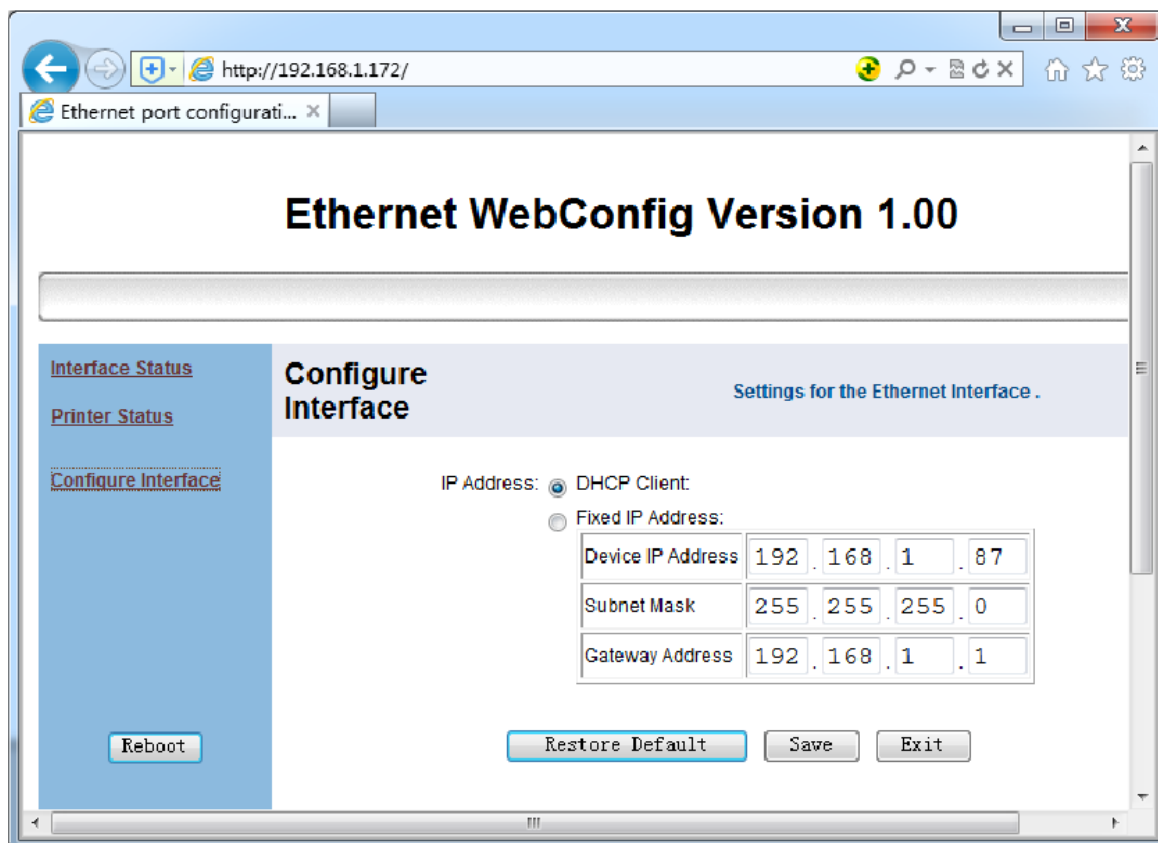 http://192.168.1.172/
Ethernet port configurati...
Ethernet WebConfig Version 1.00
Interface Status
Printer Status
Configure Interface
Configure
Interface
Settings for the Ethernet Interface .
IP Address: DHCP Client:
Fixed IP Address:
Device IP Address 192 . 168 . 1 . 87
Subnet Mask 255 . 255 . 255 . 0
Gateway Address 192 . 168 . 1 . 1
Reboot Restore Default Save Exit